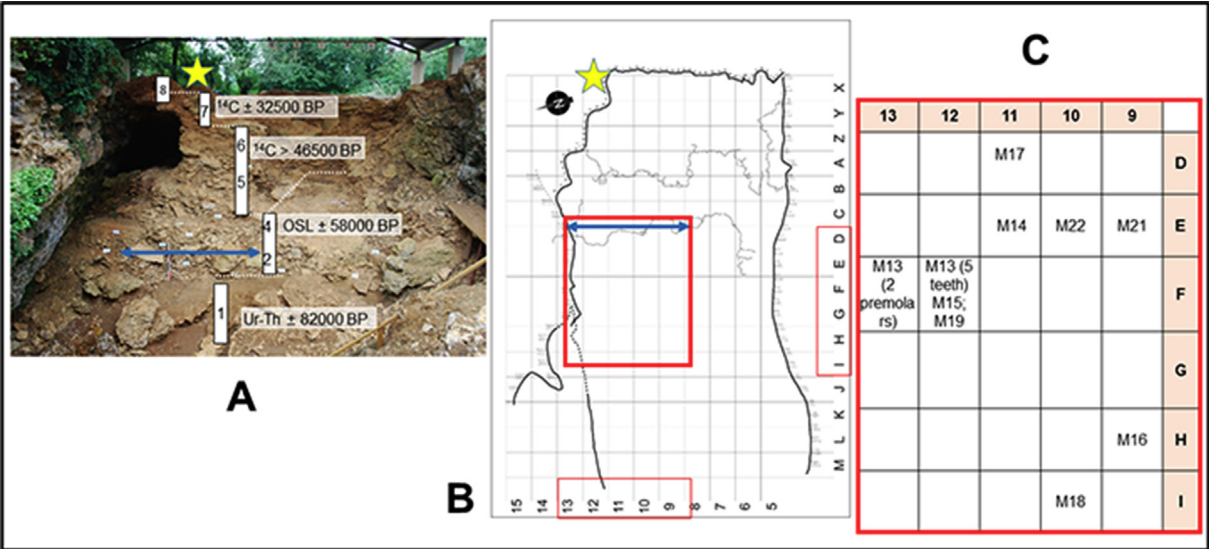 8
7
14C ± 32500 BP
6
14C > 46500 BP
5
4
OSL ± 58000 BP
2
1
Ur-Th ± 82000 BP
A
X
Y
Z
A
B
C
D
E
F
G
H
I
J
K
L
M
15 14 13 12 11 10 9 8 7 6 5
B
C
13 12 11 10 9
M17 D
M14 M22 M21 E
M13 M13 (5
(2 teeth)
premola M15;
rs) M19
F
G
M16 H
M18 I